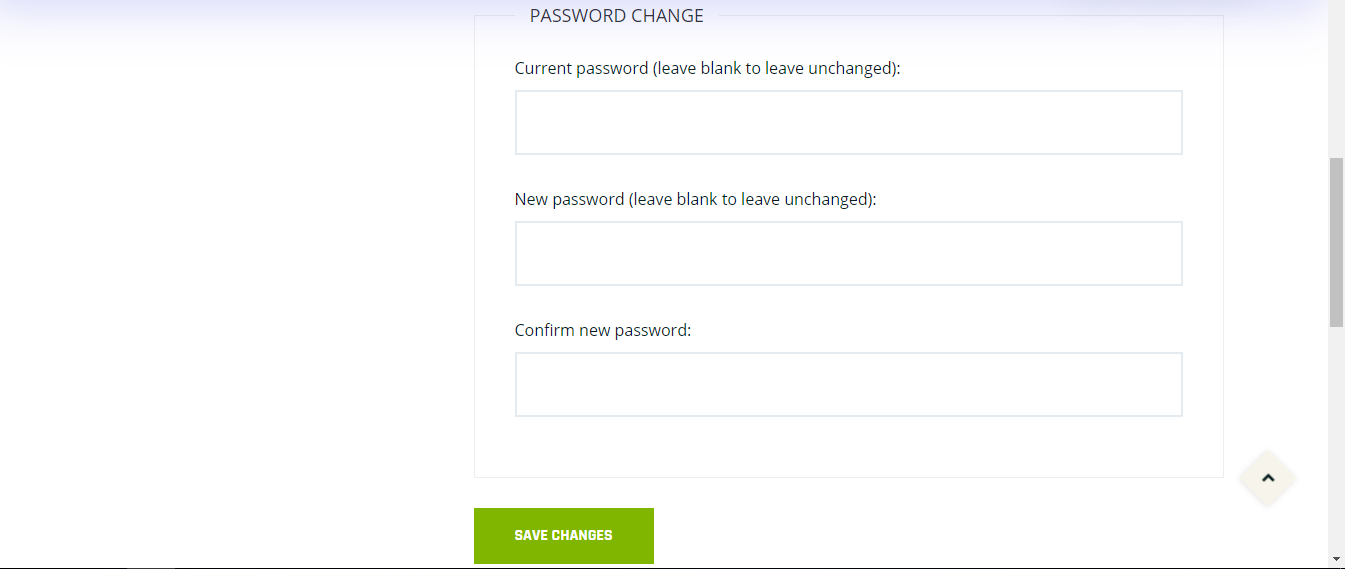 PASSWORD CHANGE
Current password (leave blank to leave unchanged):
New password (leave blank to leave unchanged):
Confirm new password:
SAVE CHANGES